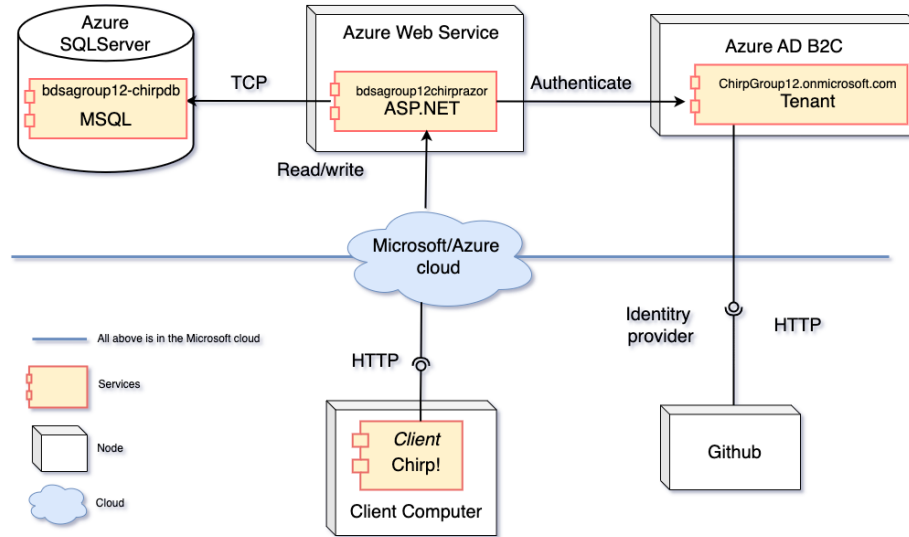 Azure
SQLServer
bdsagroup12-chirpdb
MSQL
TCP
Azure Web Service
bdsagroup12chirprazor
ASP.NET
Authenticate
Azure AD B2C
ChirpGroup12.onmicrosoft.com
Tenant
Read/write
Microsoft/Azure
cloud
Identitry
provider
HTTP
All above is in the Microsoft cloud
Services
Node
Cloud
HTTP
Client
Chirp!
Client Computer
Github